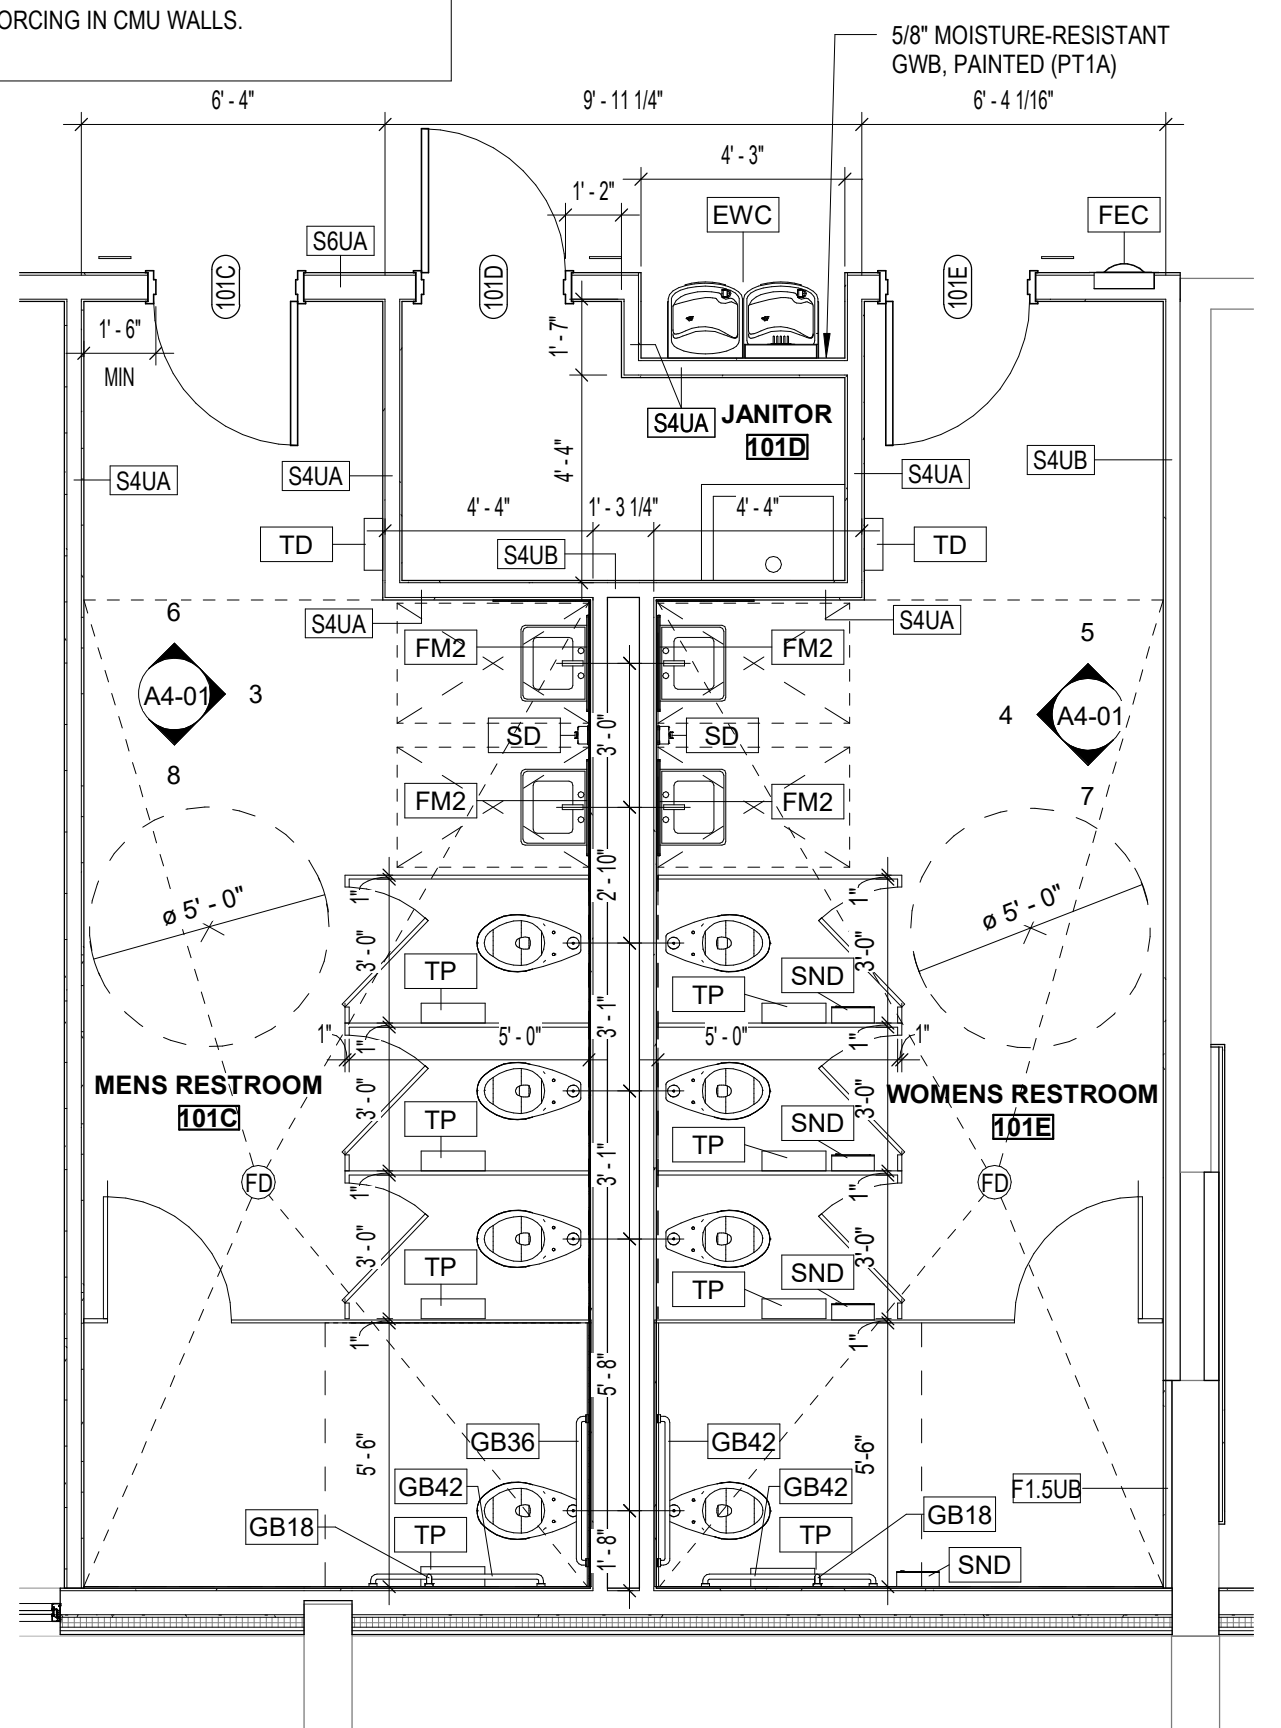 ORCING IN CMU WALLS.
5/8" MOISTURE-RESISTANT
GWB, PAINTED (PT1A)
6' - 4"
9' - 11 1/4"
6' - 4 1/16"
4' - 3"
1' - 2"
EWC
FEC
S6UA
101C
101D
101E
1' - 6"
MIN
1' - 7"
S4UA
JANITOR
101D
S4UA
S4UA
4' - 4"
S4UA
S4UB
4' - 4"
1' - 3 1/4"
4' - 4"
TD
S4UB
TD
S4UA
S4UA
6
A4-01
3
8
FM2
FM2
5
4
A4-01
7
SD
3' - 0"
SD
FM2
FM2
2' - 10"
ø 5' - 0"
ø 5' - 0"
1"
1"
3' - 0"
TP
3' - 1"
TP
SND
3'-0"
1"
1"
5' - 0"
5' - 0"
1"
1"
MENS RESTROOM
101C
WOMENS RESTROOM
101E
3' - 0"
TP
3' - 1"
TP
SND
3'-0"
FD
FD
1"
1"
3' - 0"
TP
TP
SND
3'-0"
1"
1"
5' - 8"
5' - 6"
GB36
GB42
5'-6"
GB42
GB42
F1.5UB
GB18
TP
1' - 8"
TP
GB18
SND